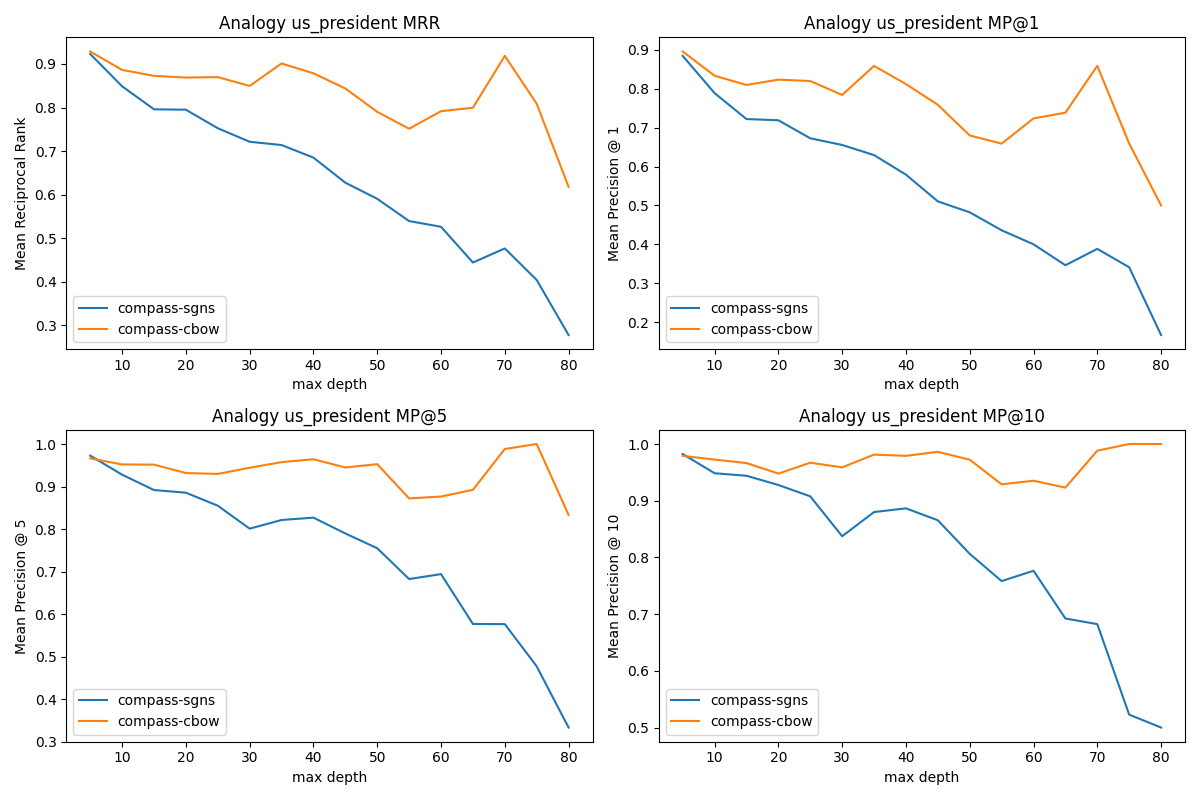 Analogy us_president MRR
Mean Reciprocal Rank
0.9
0.8
0.7
0.6
0.5
0.4
0.3
compass-sgns
compass-cbow
10 20 30 40 50 60 70 80
max depth
Analogy us_president MP@1
Mean Precision @ 1
0.9
0.8
0.7
0.6
0.5
0.4
0.3
0.2
compass-sgns
compass-cbow
10 20 30 40 50 60 70 80
max depth
Analogy us_president MP@5
Mean Precision @ 5
1.0
0.9
0.8
0.7
0.6
0.5
0.4
0.3
compass-sgns
compass-cbow
10 20 30 40 50 60 70 80
max depth
Analogy us_president MP@10
Mean Precision @ 10
1.0
0.9
0.8
0.7
0.6
0.5
compass-sgns
compass-cbow
10 20 30 40 50 60 70 80
max depth